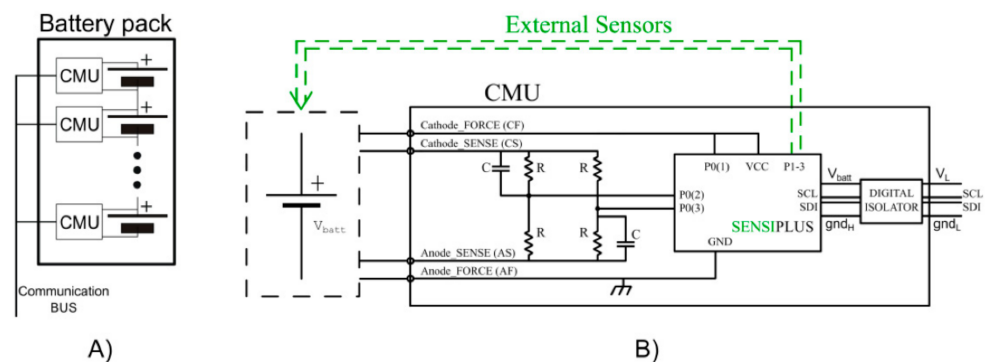 Battery pack
CMU
+
CMU
+
CMU
+
Communication
BUS
A)
External Sensors
CMU
Cathode_FORCE (CF)
Cathode_SENSE (CS)
C
R
R
P0(1)
VCC
P1-3
+
V_batt
P0(2)
P0(3)
R
R
C
SENSIPLUS
GND
V_batt
SCL
SDI
gnd_H
DIGITAL
ISOLATOR
V_L
SCL
SDI
gnd_L
Anode_SENSE (AS)
Anode_FORCE (AF)
B)